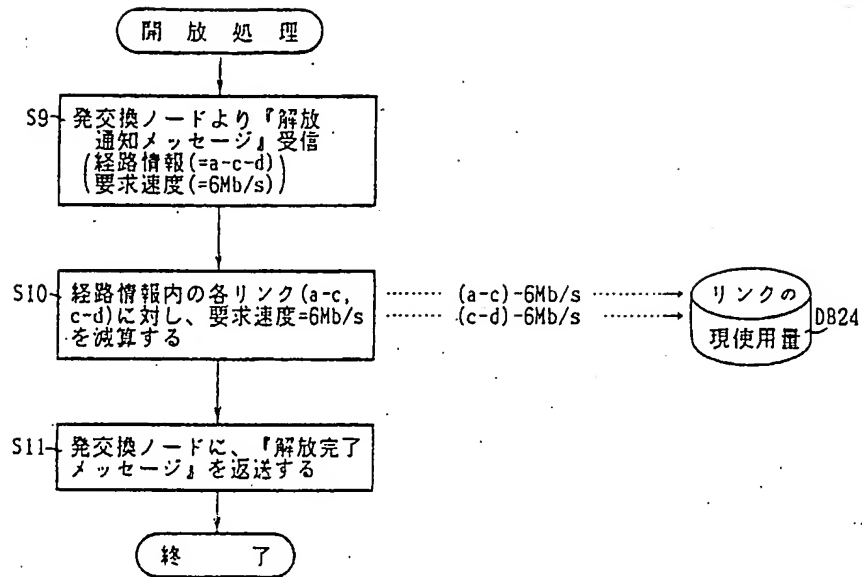 開放処理
S9
発交換ノードより『解放
通知メッセージ』受信
(経路情報(=a-c-d)
要求速度(=6Mb/s))
S10
経路情報内の各リンク(a-c,
c-d)に対し、要求速度=6Mb/s
を減算する
(a-c)-6Mb/s
(c-d)-6Mb/s
リンクの
現使用量
DB24
S11
発交換ノードに、『解放完了
メッセージ』を返送する
終了